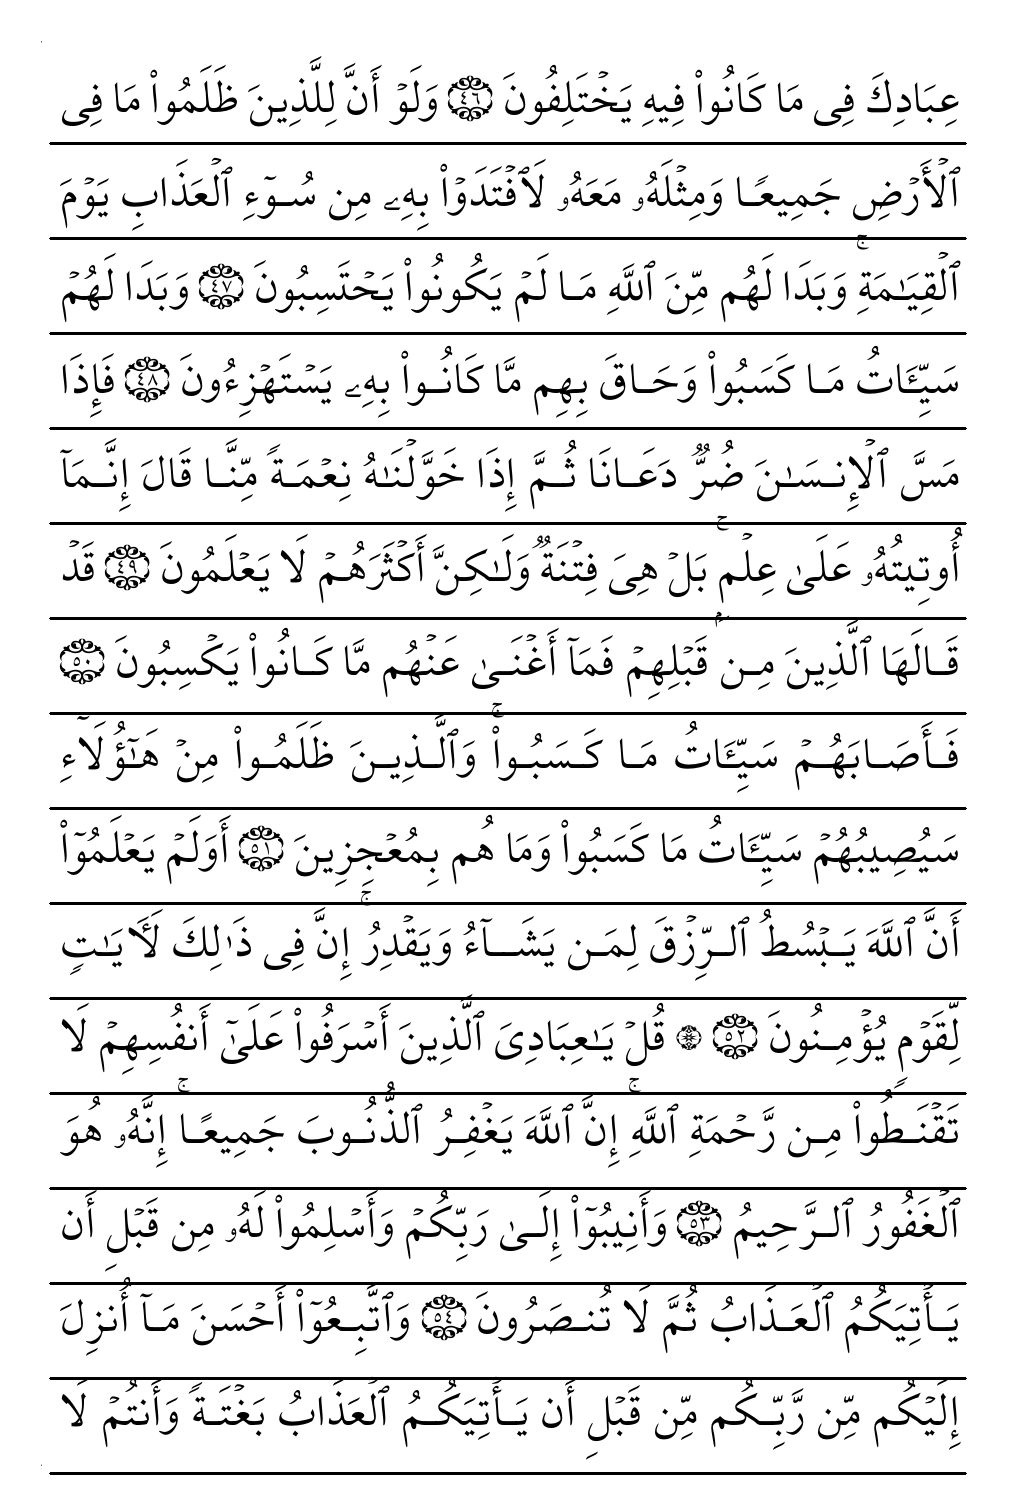 عِبَادِكَ فِى مَا كَانُوا۟ فِيهِ يَخْتَلِفُونَ ٤٦ وَلَوْ أَنَّ لِلَّذِينَ ظَلَمُوا۟ مَا فِى
ٱلْأَرْضِ جَمِيعًا وَمِثْلَهُۥ مَعَهُۥ لَٱفْتَدَوْا۟ بِهِۦ مِن سُوٓءِ ٱلْعَذَابِ يَوْمَ
ٱلْقِيَـٰمَةِ ۚ وَبَدَا لَهُم مِّنَ ٱللَّهِ مَا لَمْ يَكُونُوا۟ يَحْتَسِبُونَ ٤٧ وَبَدَا لَهُمْ
سَيِّـَٔاتُ مَا كَسَبُوا۟ وَحَاقَ بِهِم مَّا كَانُوا۟ بِهِۦ يَسْتَهْزِءُونَ ٤٨ فَإِذَا
مَسَّ ٱلْإِنسَـٰنَ ضُرٌّ دَعَانَا ثُمَّ إِذَا خَوَّلْنَـٰهُ نِعْمَةً مِّنَّا قَالَ إِنَّمَآ
أُوتِيتُهُۥ عَلَىٰ عِلْمٍۭ ۚ بَلْ هِىَ فِتْنَةٌ وَلَـٰكِنَّ أَكْثَرَهُمْ لَا يَعْلَمُونَ ٤٩ قَدْ
قَالَهَا ٱلَّذِينَ مِن قَبْلِهِمْ فَمَآ أَغْنَىٰ عَنْهُم مَّا كَانُوا۟ يَكْسِبُونَ ٥٠
فَأَصَابَهُمْ سَيِّـَٔاتُ مَا كَسَبُوا۟ ۚ وَٱلَّذِينَ ظَلَمُوا۟ مِنْ هَـٰٓؤُلَآءِ
سَيُصِيبُهُمْ سَيِّـَٔاتُ مَا كَسَبُوا۟ وَمَا هُم بِمُعْجِزِينَ ٥١ أَوَلَمْ يَعْلَمُوٓا۟
أَنَّ ٱللَّهَ يَبْسُطُ ٱلرِّزْقَ لِمَن يَشَآءُ وَيَقْدِرُ ۚ إِنَّ فِى ذَٰلِكَ لَـَٔايَـٰتٍ
لِّقَوْمٍ يُؤْمِنُونَ ٥٢ ۞ قُلْ يَـٰعِبَادِىَ ٱلَّذِينَ أَسْرَفُوا۟ عَلَىٰٓ أَنفُسِهِمْ لَا
تَقْنَطُوا۟ مِن رَّحْمَةِ ٱللَّهِ ۚ إِنَّ ٱللَّهَ يَغْفِرُ ٱلذُّنُوبَ جَمِيعًا ۚ إِنَّهُۥ هُوَ
ٱلْغَفُورُ ٱلرَّحِيمُ ٥٣ وَأَنِيبُوٓا۟ إِلَىٰ رَبِّكُمْ وَأَسْلِمُوا۟ لَهُۥ مِن قَبْلِ أَن
يَأْتِيَكُمُ ٱلْعَذَابُ ثُمَّ لَا تُنصَرُونَ ٥٤ وَٱتَّبِعُوٓا۟ أَحْسَنَ مَآ أُنزِلَ
إِلَيْكُم مِّن رَّبِّكُم مِّن قَبْلِ أَن يَأْتِيَكُمُ ٱلْعَذَابُ بَغْتَةً وَأَنتُمْ لَا